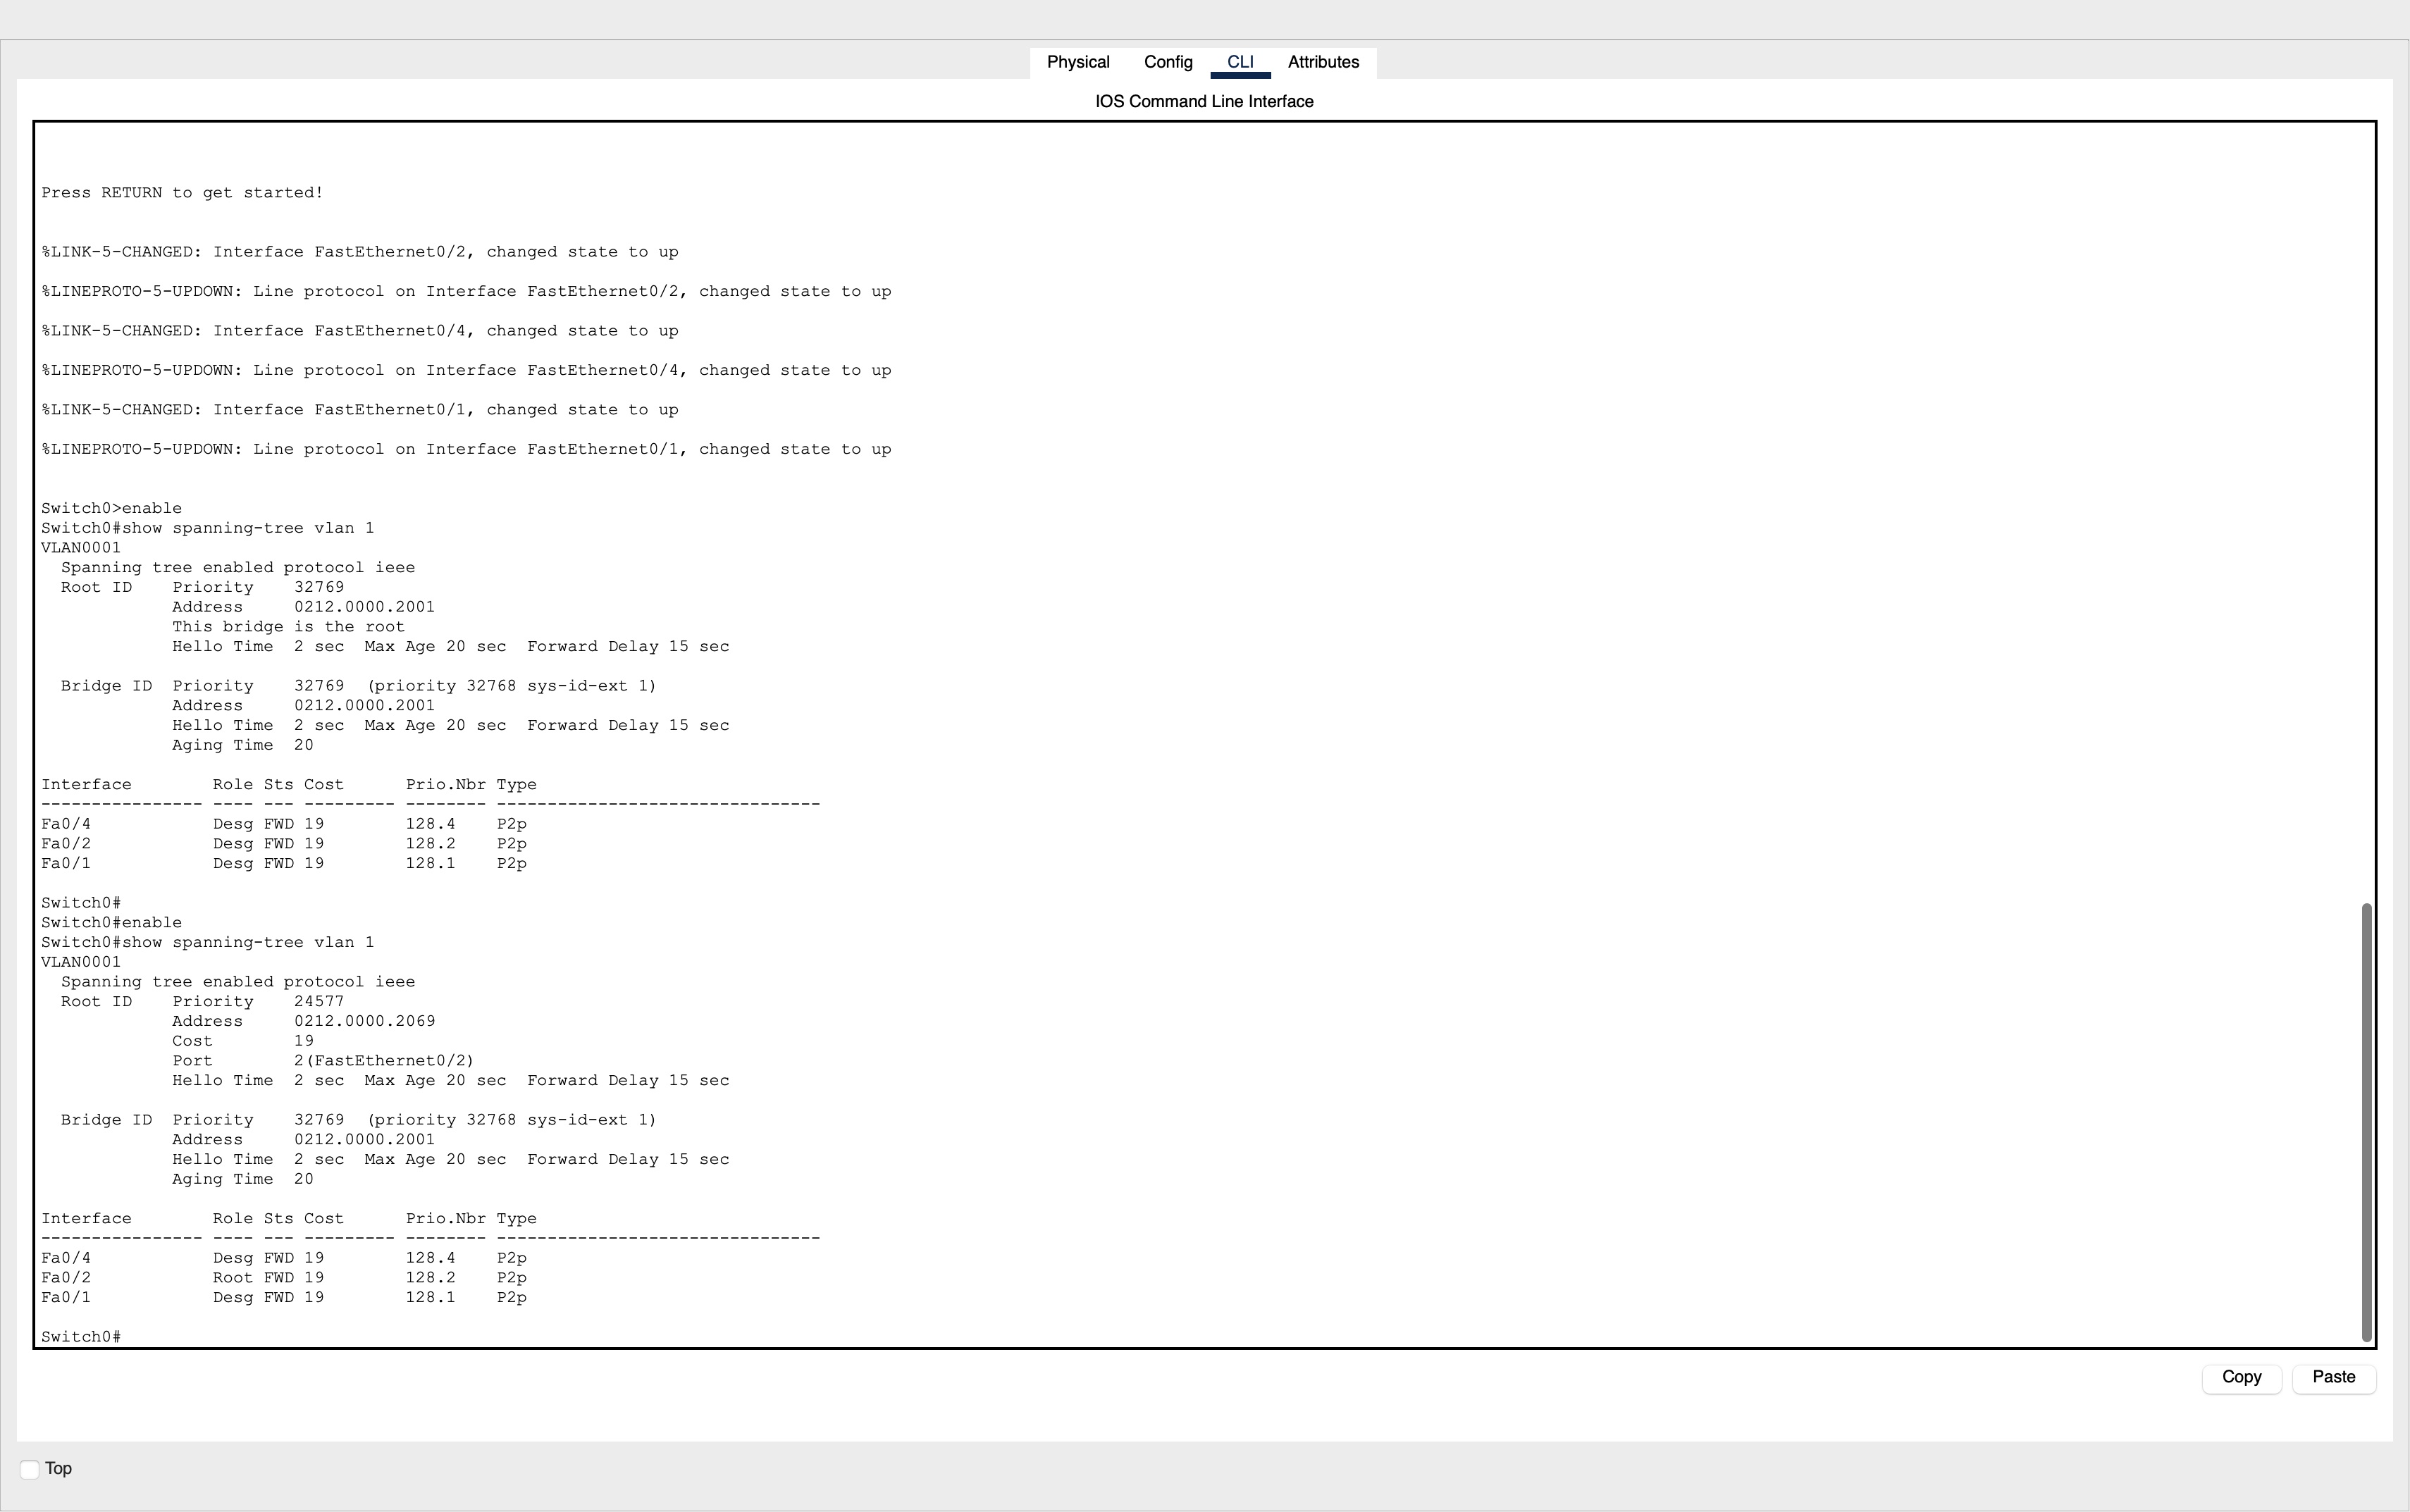 Physical Config CLI Attributes
IOS Command Line Interface
Press RETURN to get started!
%LINK-5-CHANGED: Interface FastEthernet0/2, changed state to up
%LINEPROTO-5-UPDOWN: Line protocol on Interface FastEthernet0/2, changed state to up
%LINK-5-CHANGED: Interface FastEthernet0/4, changed state to up
%LINEPROTO-5-UPDOWN: Line protocol on Interface FastEthernet0/4, changed state to up
%LINK-5-CHANGED: Interface FastEthernet0/1, changed state to up
%LINEPROTO-5-UPDOWN: Line protocol on Interface FastEthernet0/1, changed state to up
Switch0>enable
Switch0#show spanning-tree vlan 1
VLAN0001
  Spanning tree enabled protocol ieee
  Root ID    Priority    32769
             Address     0212.0000.2001
             This bridge is the root
             Hello Time  2 sec  Max Age 20 sec  Forward Delay 15 sec
  Bridge ID  Priority    32769  (priority 32768 sys-id-ext 1)
             Address     0212.0000.2001
             Hello Time  2 sec  Max Age 20 sec  Forward Delay 15 sec
             Aging Time  20
Interface        Role Sts Cost      Prio.Nbr Type
---------------- ---- --- --------- -------- --------------------------------
Fa0/4            Desg FWD 19        128.4    P2p
Fa0/2            Desg FWD 19        128.2    P2p
Fa0/1            Desg FWD 19        128.1    P2p
Switch0#
Switch0#enable
Switch0#show spanning-tree vlan 1
VLAN0001
  Spanning tree enabled protocol ieee
  Root ID    Priority    24577
             Address     0212.0000.2069
             Cost        19
             Port        2(FastEthernet0/2)
             Hello Time  2 sec  Max Age 20 sec  Forward Delay 15 sec
  Bridge ID  Priority    32769  (priority 32768 sys-id-ext 1)
             Address     0212.0000.2001
             Hello Time  2 sec  Max Age 20 sec  Forward Delay 15 sec
             Aging Time  20
Interface        Role Sts Cost      Prio.Nbr Type
---------------- ---- --- --------- -------- --------------------------------
Fa0/4            Desg FWD 19        128.4    P2p
Fa0/2            Root FWD 19        128.2    P2p
Fa0/1            Desg FWD 19        128.1    P2p
Switch0#
Copy Paste
Top